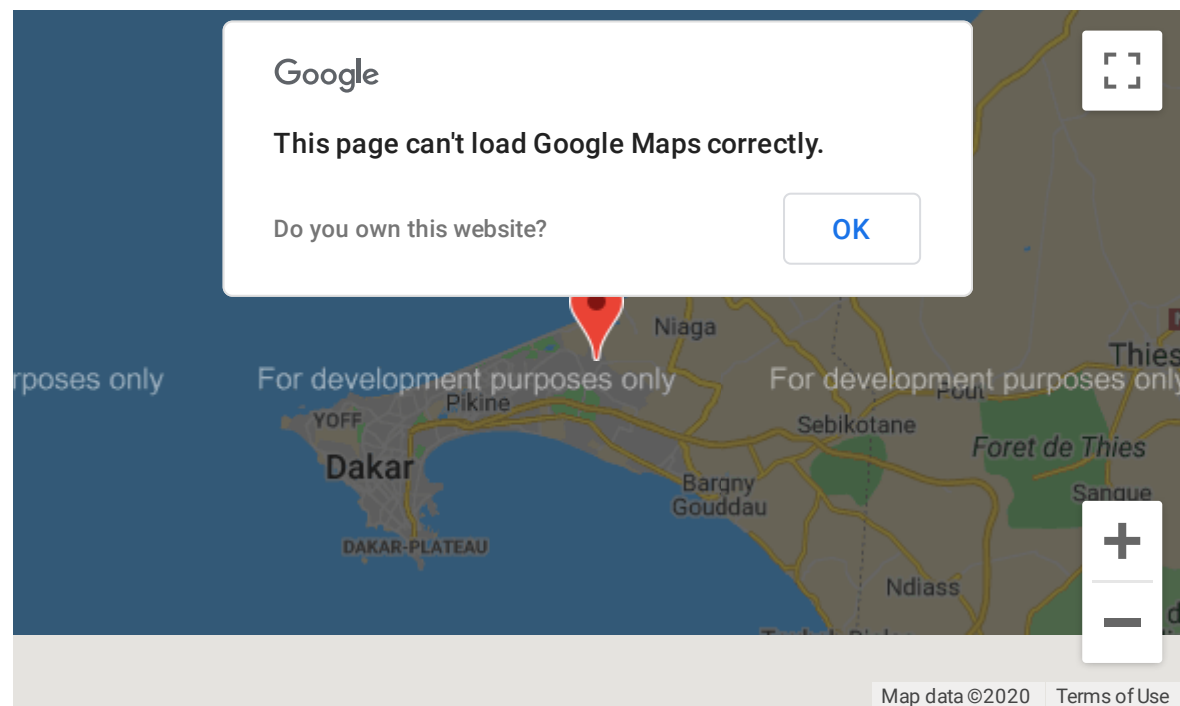 Google
This page can't load Google Maps correctly.
Do you own this website?
OK
Niaga
Thies
rposes only
For development purposes only
For development purposes only
Pikine
Pout
YOFF
Sebikotane
Dakar
Foret de Thies
Bargny
Gouddau
Sangue
DAKAR-PLATEAU
Ndiass
Map data ©2020
Terms of Use